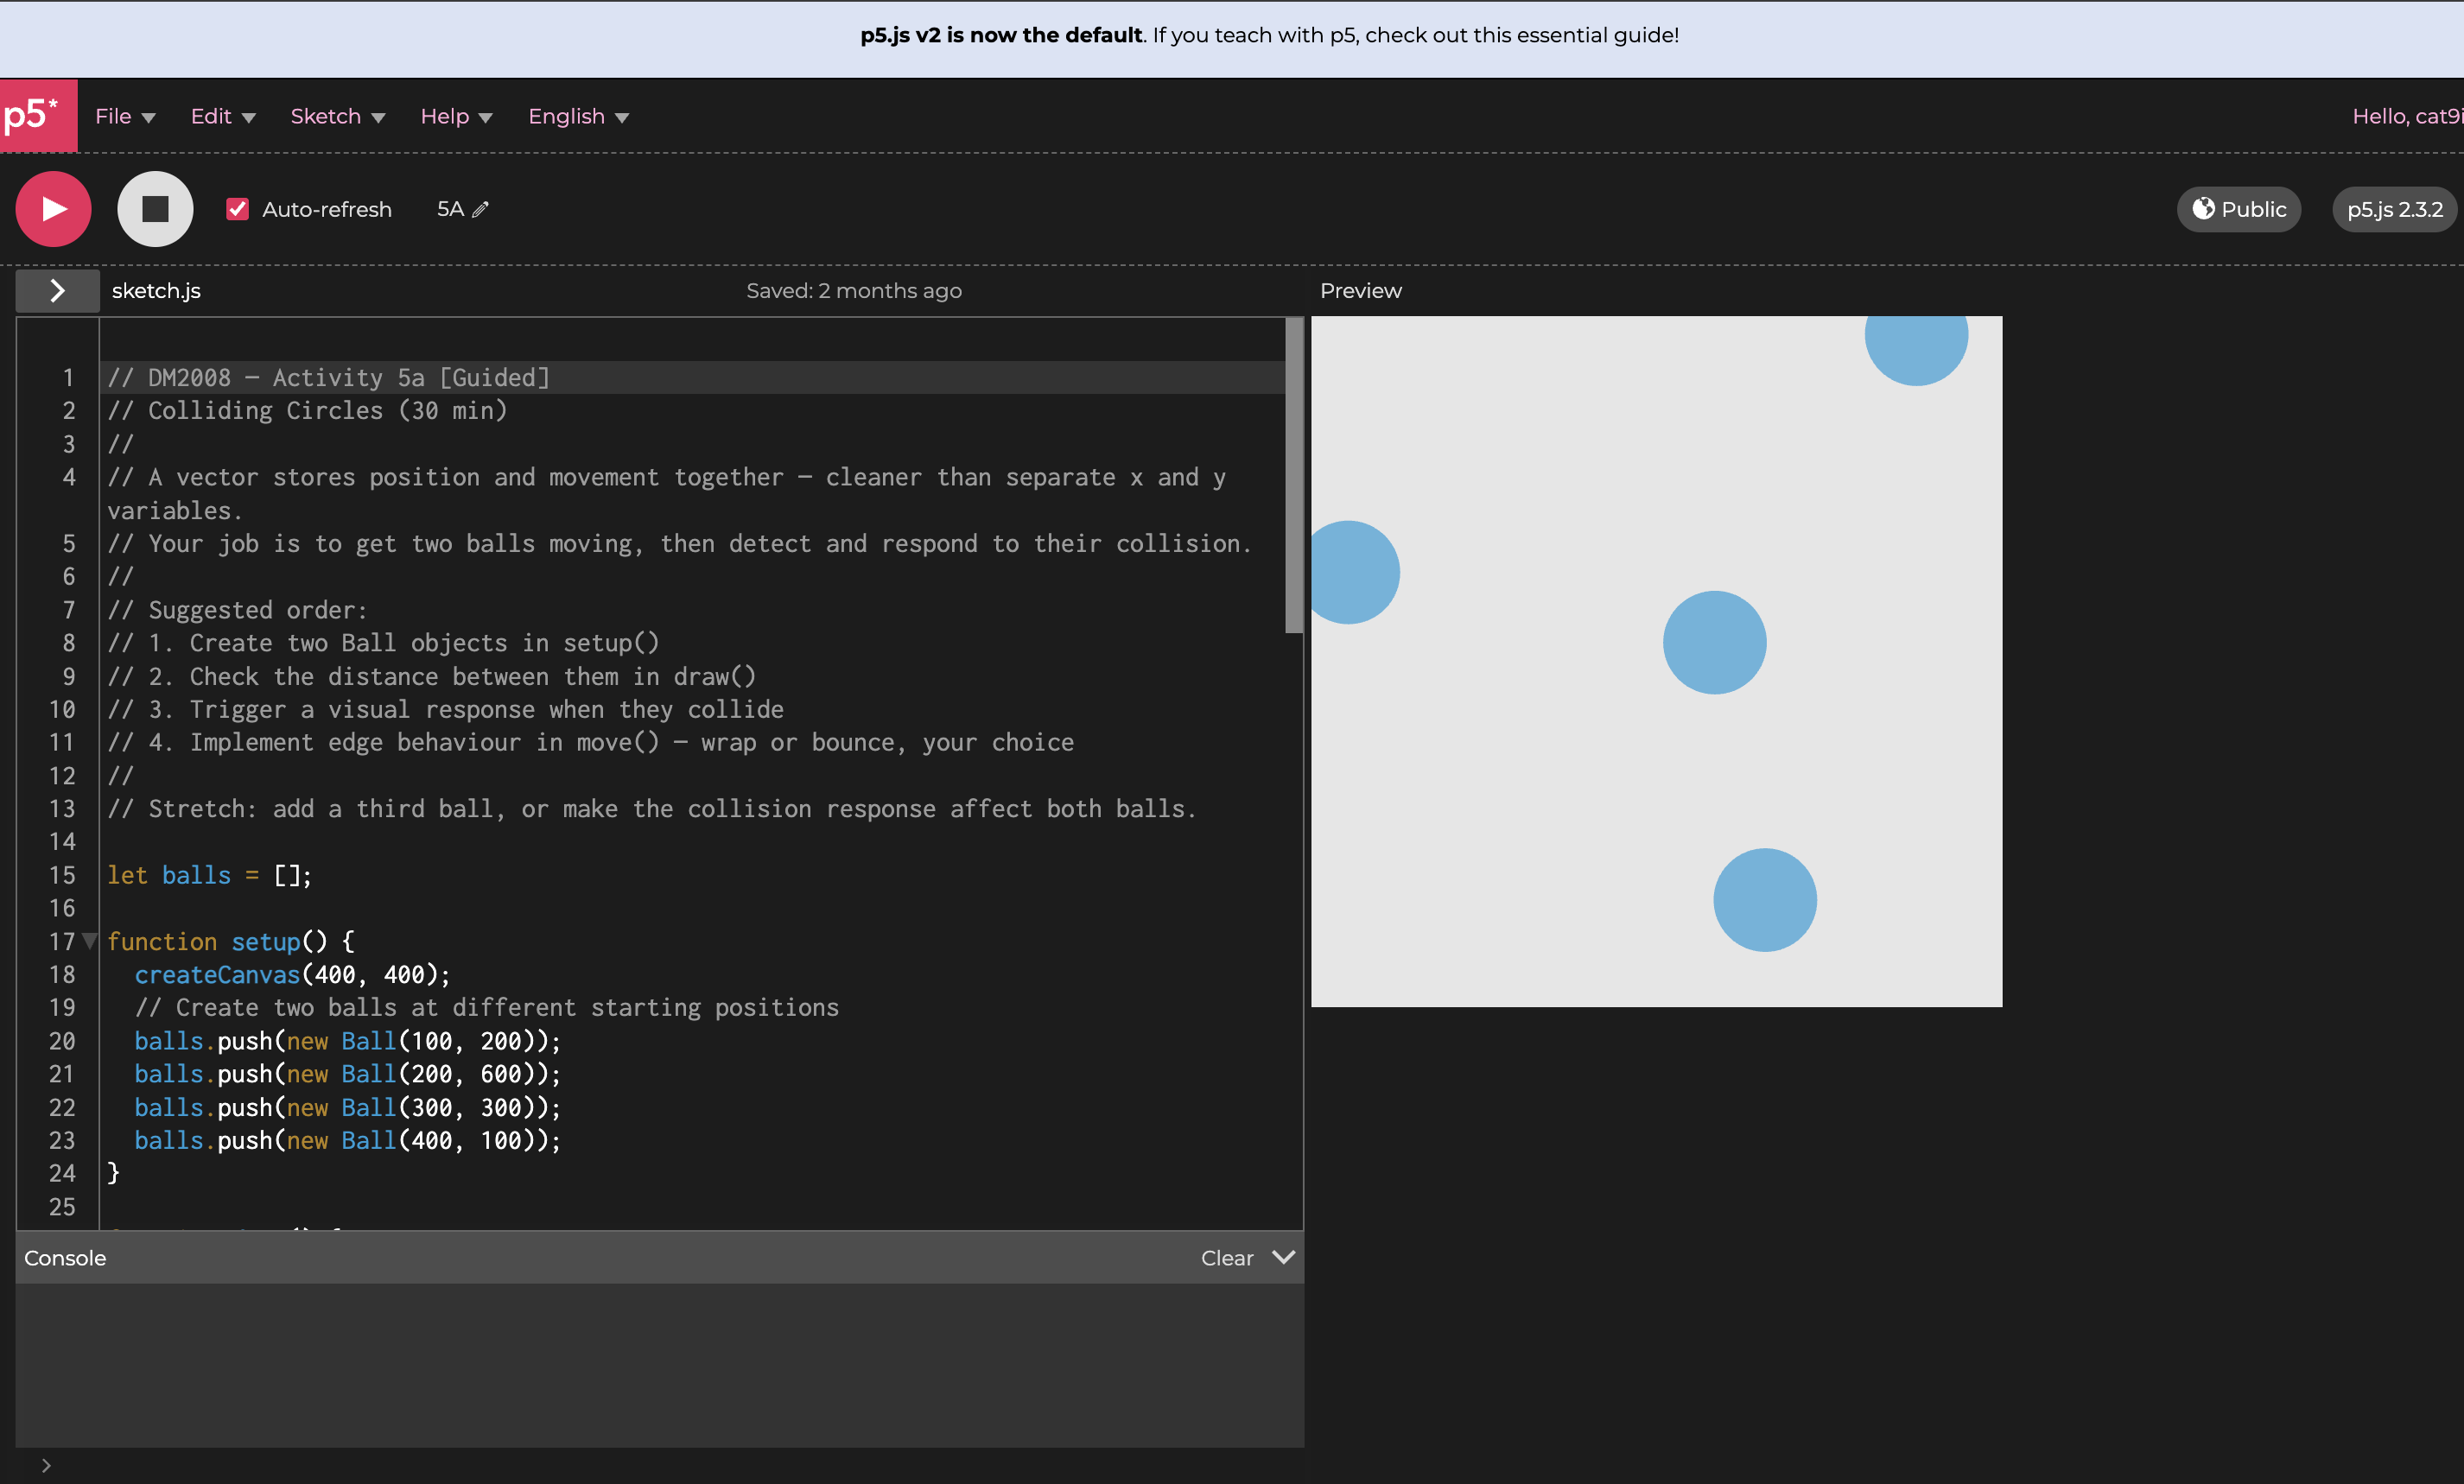 p5.js v2 is now the default. If you teach with p5, check out this essential guide!
p5* File Edit Sketch Help English Hello, cat9i
Auto-refresh 5A Public p5.js 2.3.2
sketch.js Saved: 2 months ago Preview
1 // DM2008 — Activity 5a [Guided]
2 // Colliding Circles (30 min)
3 //
4 // A vector stores position and movement together — cleaner than separate x and y
variables.
5 // Your job is to get two balls moving, then detect and respond to their collision.
6 //
7 // Suggested order:
8 // 1. Create two Ball objects in setup()
9 // 2. Check the distance between them in draw()
10 // 3. Trigger a visual response when they collide
11 // 4. Implement edge behaviour in move() — wrap or bounce, your choice
12 //
13 // Stretch: add a third ball, or make the collision response affect both balls.
14
15 let balls = [];
16
17 function setup() {
18 createCanvas(400, 400);
19 // Create two balls at different starting positions
20 balls.push(new Ball(100, 200));
21 balls.push(new Ball(200, 600));
22 balls.push(new Ball(300, 300));
23 balls.push(new Ball(400, 100));
24 }
25
Console Clear
>